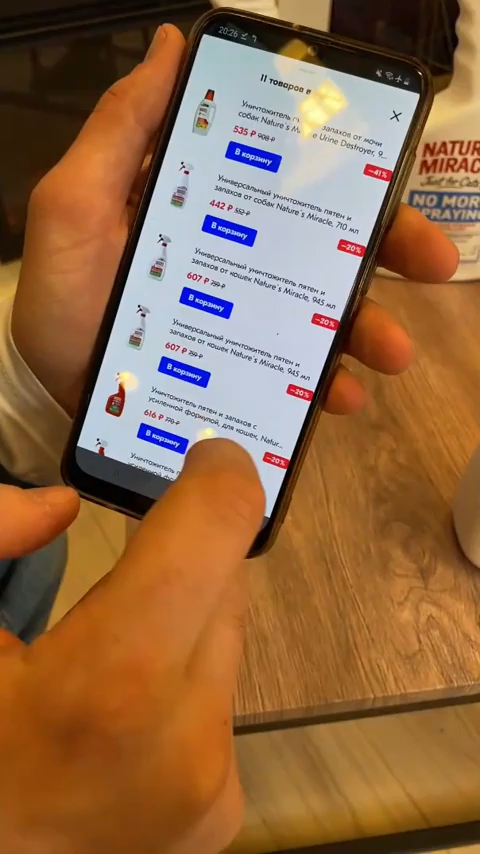 20:26
11 товаров в
Уничтожитель запахов от мочи
собак Nature's Urine Destroyer, 9...
535 ₽ 908 ₽
В корзину
-41%
Универсальный уничтожитель пятен и
запахов от собак Nature's Miracle, 710 мл
442 ₽ 552 ₽
В корзину
-20%
Универсальный уничтожитель пятен и
запахов от кошек Nature's Miracle, 945 мл
607 ₽ 759 ₽
В корзину
-20%
Универсальный уничтожитель пятен и
запахов от кошек Nature's Miracle, 945 мл
607 ₽ 759 ₽
В корзину
-20%
Уничтожитель пятен и запахов с
усиленной формулой, для кошек, Natur...
616 ₽ 770 ₽
В корзину
-20%
Уничтожитель
NATUR
MIRAC
Just for Cats
NO MOR
SPRAYING